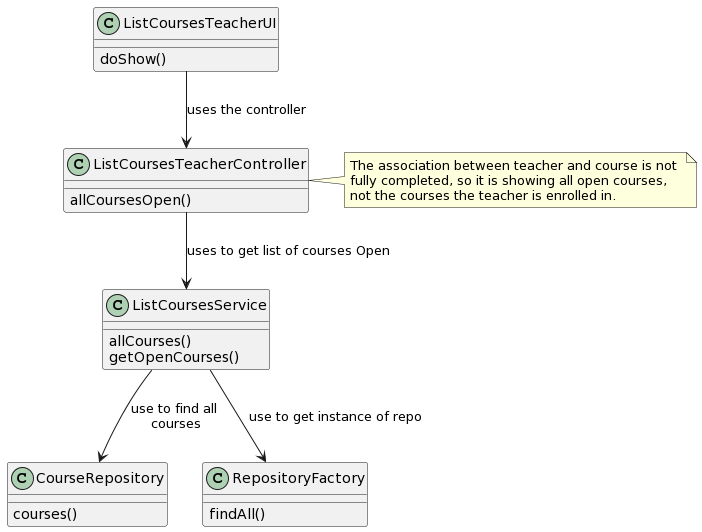 C ListCoursesTeacherUI
doShow()
uses the controller
C ListCoursesTeacherController
allCoursesOpen()
The association between teacher and course is not
fully completed, so it is showing all open courses,
not the courses the teacher is enrolled in.
uses to get list of courses Open
C ListCoursesService
allCourses()
getOpenCourses()
use to find all
courses
use to get instance of repo
C CourseRepository
courses()
C RepositoryFactory
findAll()